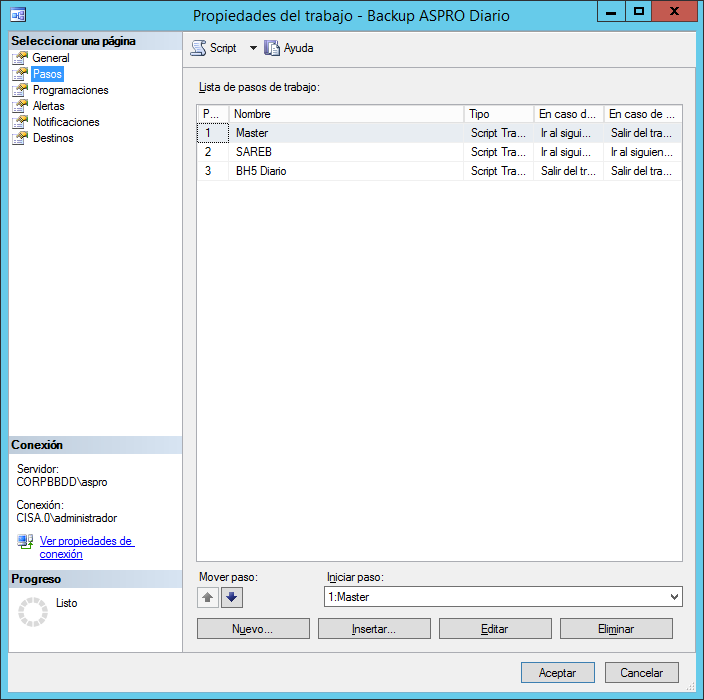 Propiedades del trabajo - Backup ASPRO Diario
Seleccionar una página
General
Pasos
Programaciones
Alertas
Notificaciones
Destinos
Script
Ayuda
Lista de pasos de trabajo:
P... Nombre Tipo En caso d... En caso de ...
1 Master Script Tra... Ir al sigui... Salir del tra...
2 SAREB Script Tra... Ir al sigui... Ir al siguien...
3 BH5 Diario Script Tra... Salir del tr... Salir del tra...
Conexión
Servidor:
CORPBBDD\aspro
Conexión:
CISA.0\administrador
Ver propiedades de
conexión
Progreso
Listo
Mover paso:
Iniciar paso:
1:Master
Nuevo...
Insertar...
Editar
Eliminar
Aceptar
Cancelar